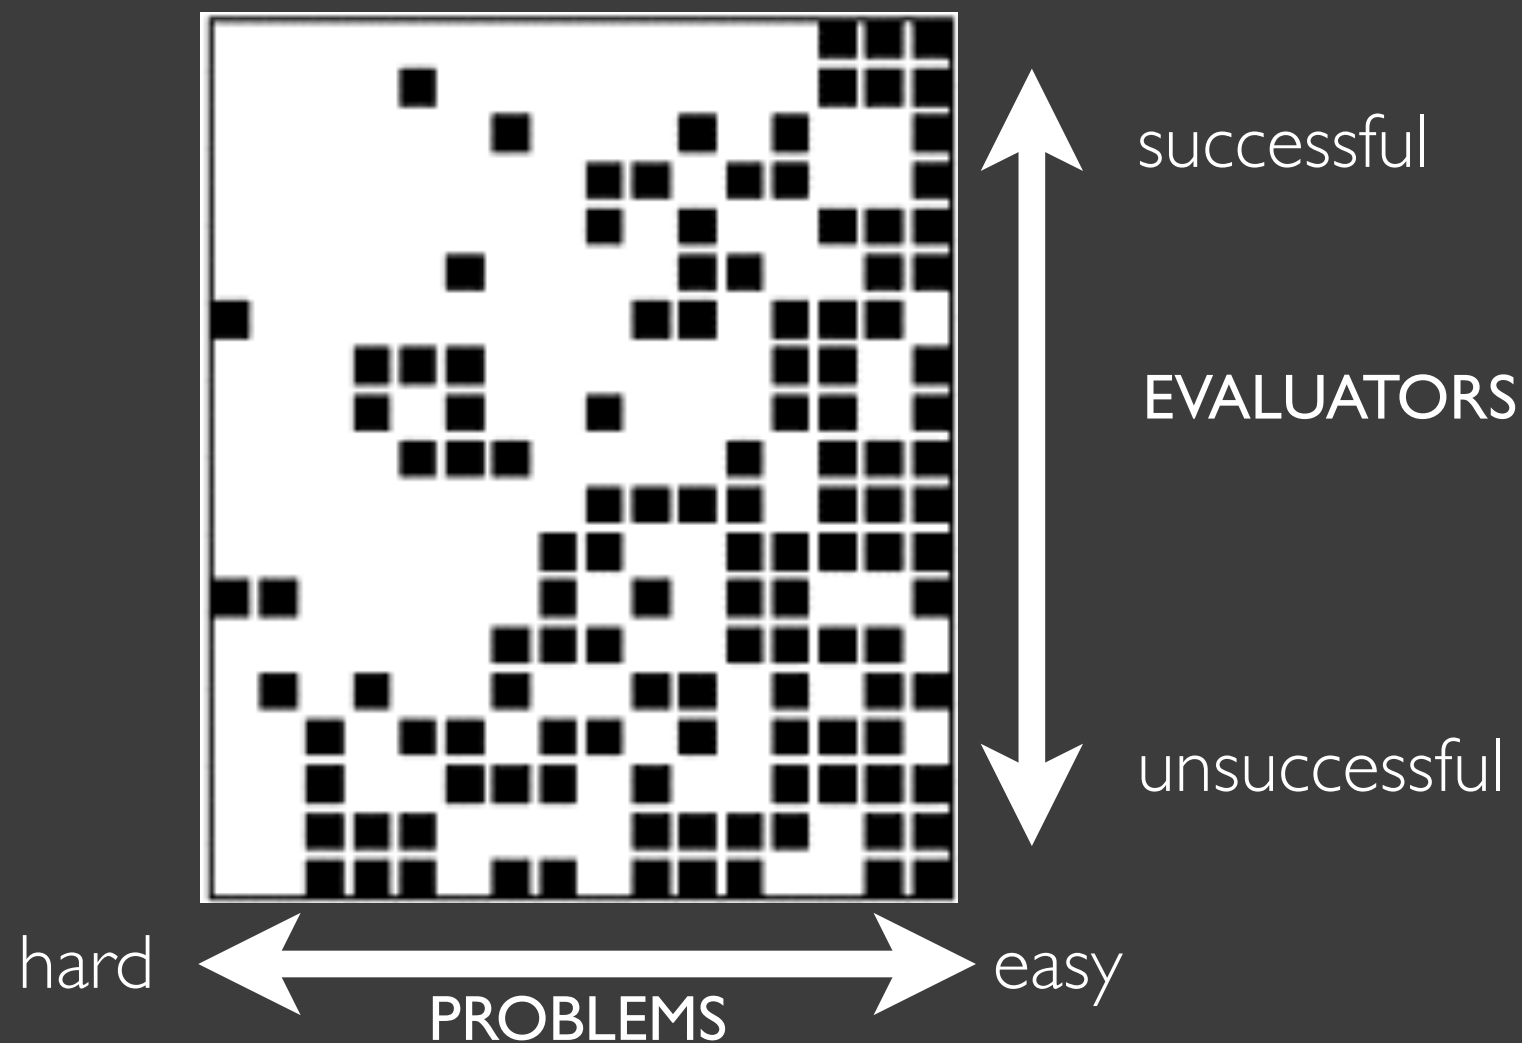 successful
EVALUATORS
unsuccessful
hard
easy
PROBLEMS